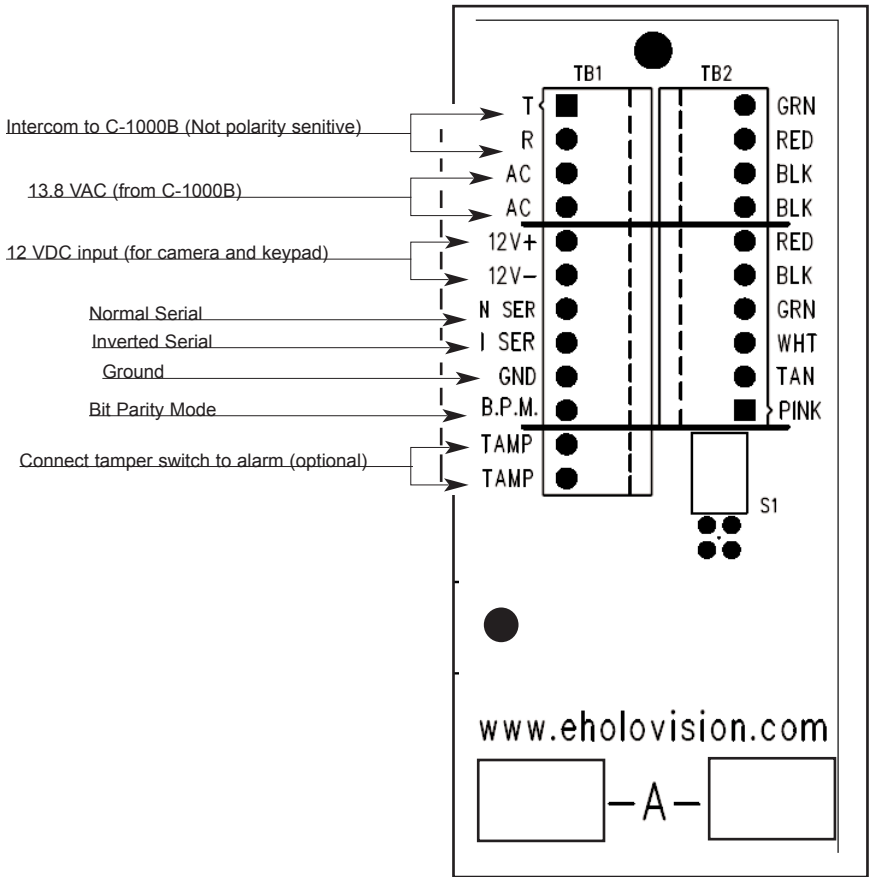 TB1 TB2
T GRN
Intercom to C-1000B (Not polarity senitive)
R RED
AC BLK
13.8 VAC (from C-1000B)
AC BLK
12V+ RED
12 VDC input (for camera and keypad)
12V- BLK
Normal Serial N SER GRN
Inverted Serial I SER WHT
Ground GND TAN
Bit Parity Mode B.P.M. PINK
TAMP
Connect tamper switch to alarm (optional)
TAMP
S1
www.eholovision.com
-A-